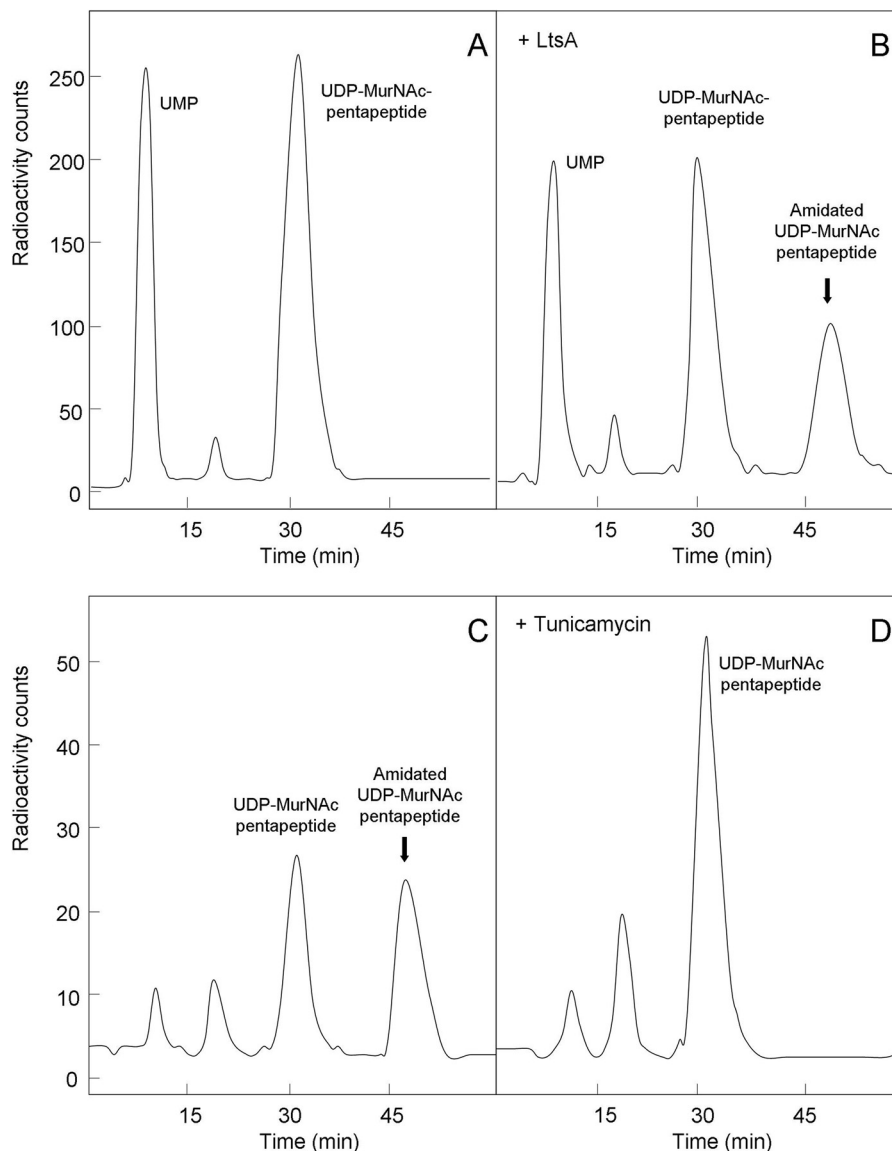 A
Radioactivity counts
250
200
150
100
50
0
UMP
UDP-MurNAc-
pentapeptide
15
30
45
Time (min)
+ LtsA
B
UMP
UDP-MurNAc-
pentapeptide
Amidated
UDP-MurNAc
pentapeptide
15
30
45
Time (min)
C
Radioactivity counts
50
40
30
20
10
0
UDP-MurNAc
pentapeptide
Amidated
UDP-MurNAc
pentapeptide
15
30
45
Time (min)
+ Tunicamycin
D
UDP-MurNAc
pentapeptide
15
30
45
Time (min)